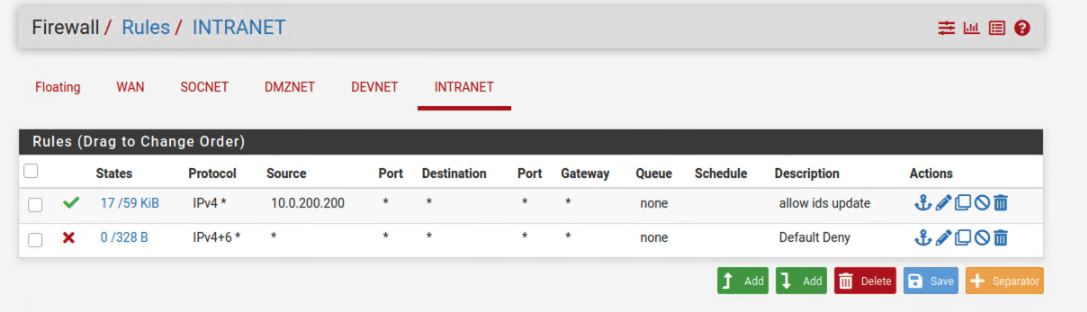 Firewall / Rules / INTRANET
Floating WAN SOCNET DMZNET DEVNET INTRANET
Rules (Drag to Change Order)
States Protocol Source Port Destination Port Gateway Queue Schedule Description Actions
17 /59 KiB IPv4 * 10.0.200.200 * * * * none allow ids update
0 /328 B IPv4+6 * * * * * * none Default Deny
Add Add Delete Save Separator